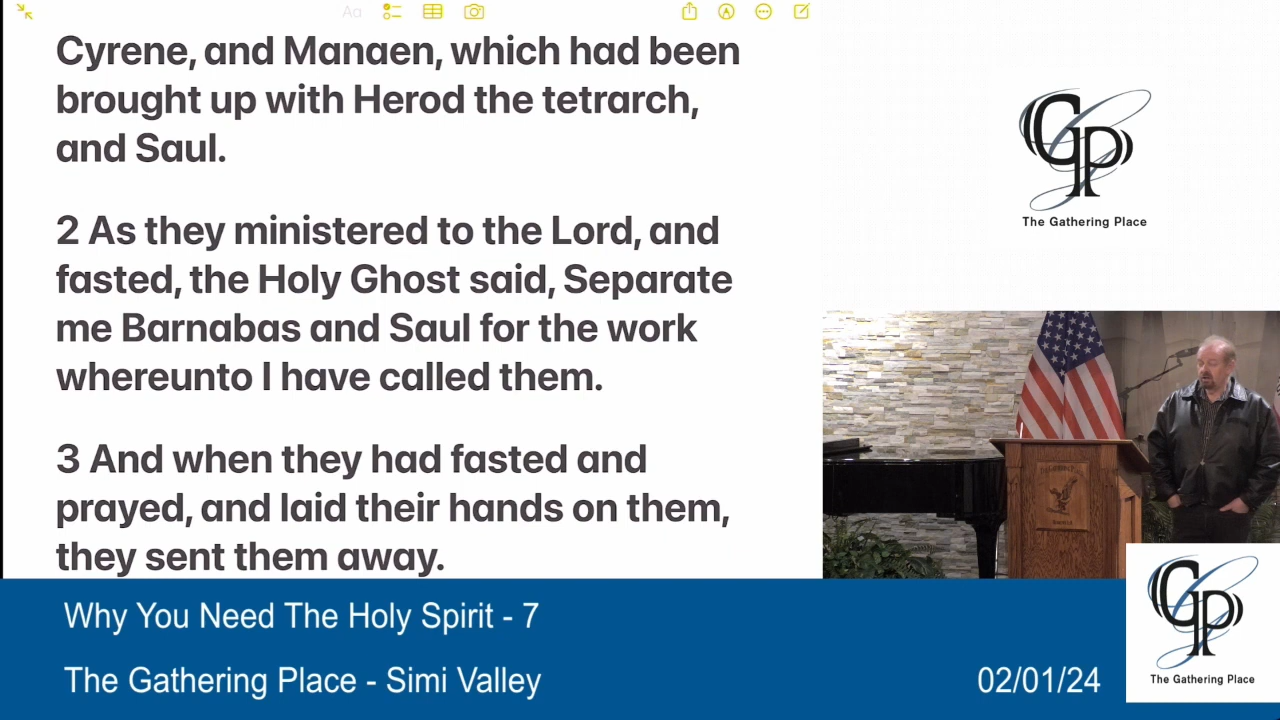 Aa
Cyrene, and Manaen, which had been
brought up with Herod the tetrarch,
and Saul.
2 As they ministered to the Lord, and
fasted, the Holy Ghost said, Separate
me Barnabas and Saul for the work
whereunto I have called them.
3 And when they had fasted and
prayed, and laid their hands on them,
they sent them away.
GP
The Gathering Place
Why You Need The Holy Spirit - 7
The Gathering Place - Simi Valley
02/01/24
GP
The Gathering Place